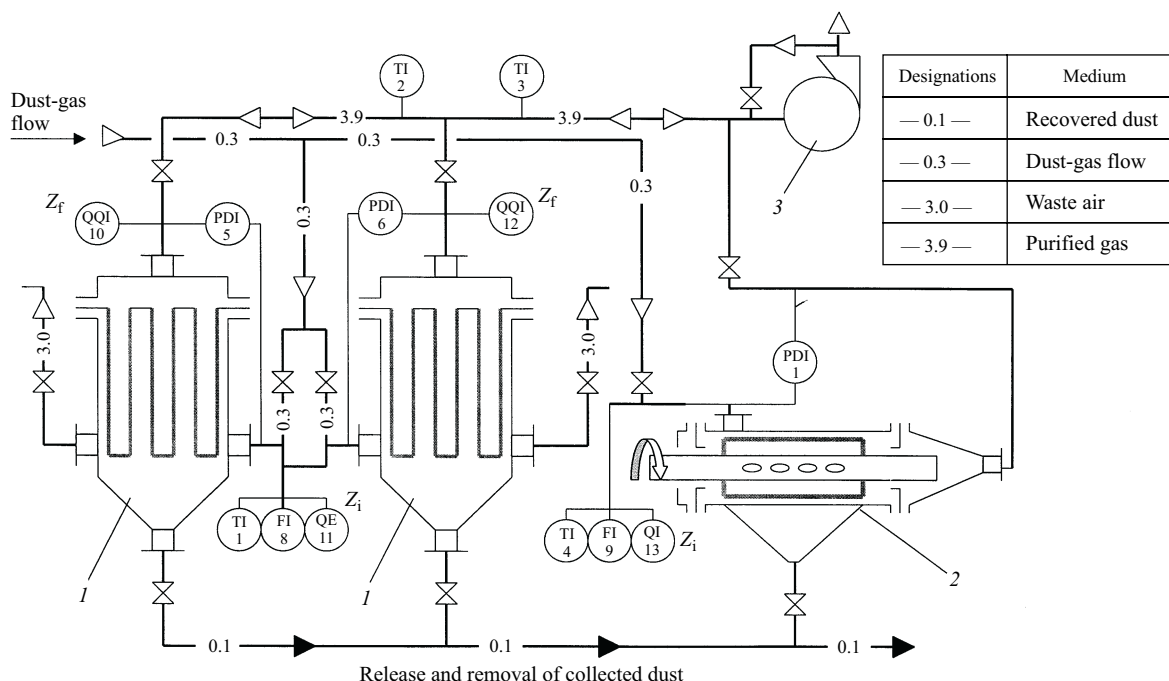 TI
2
TI
3
Designations Medium
— 0.1 — Recovered dust
— 0.3 — Dust-gas flow
— 3.0 — Waste air
— 3.9 — Purified gas
Dust-gas
flow
3.9
3.9
0.3
0.3
3
0.3
0.3
Zf
QQI
10
PDI
5
PDI
6
QQI
12
Zf
3.0
3.0
PDI
1
0.3
0.3
Zi
TI
1
FI
8
QE
11
TI
4
FI
9
QI
13
Zi
1
1
2
0.1
0.1
0.1
Release and removal of collected dust